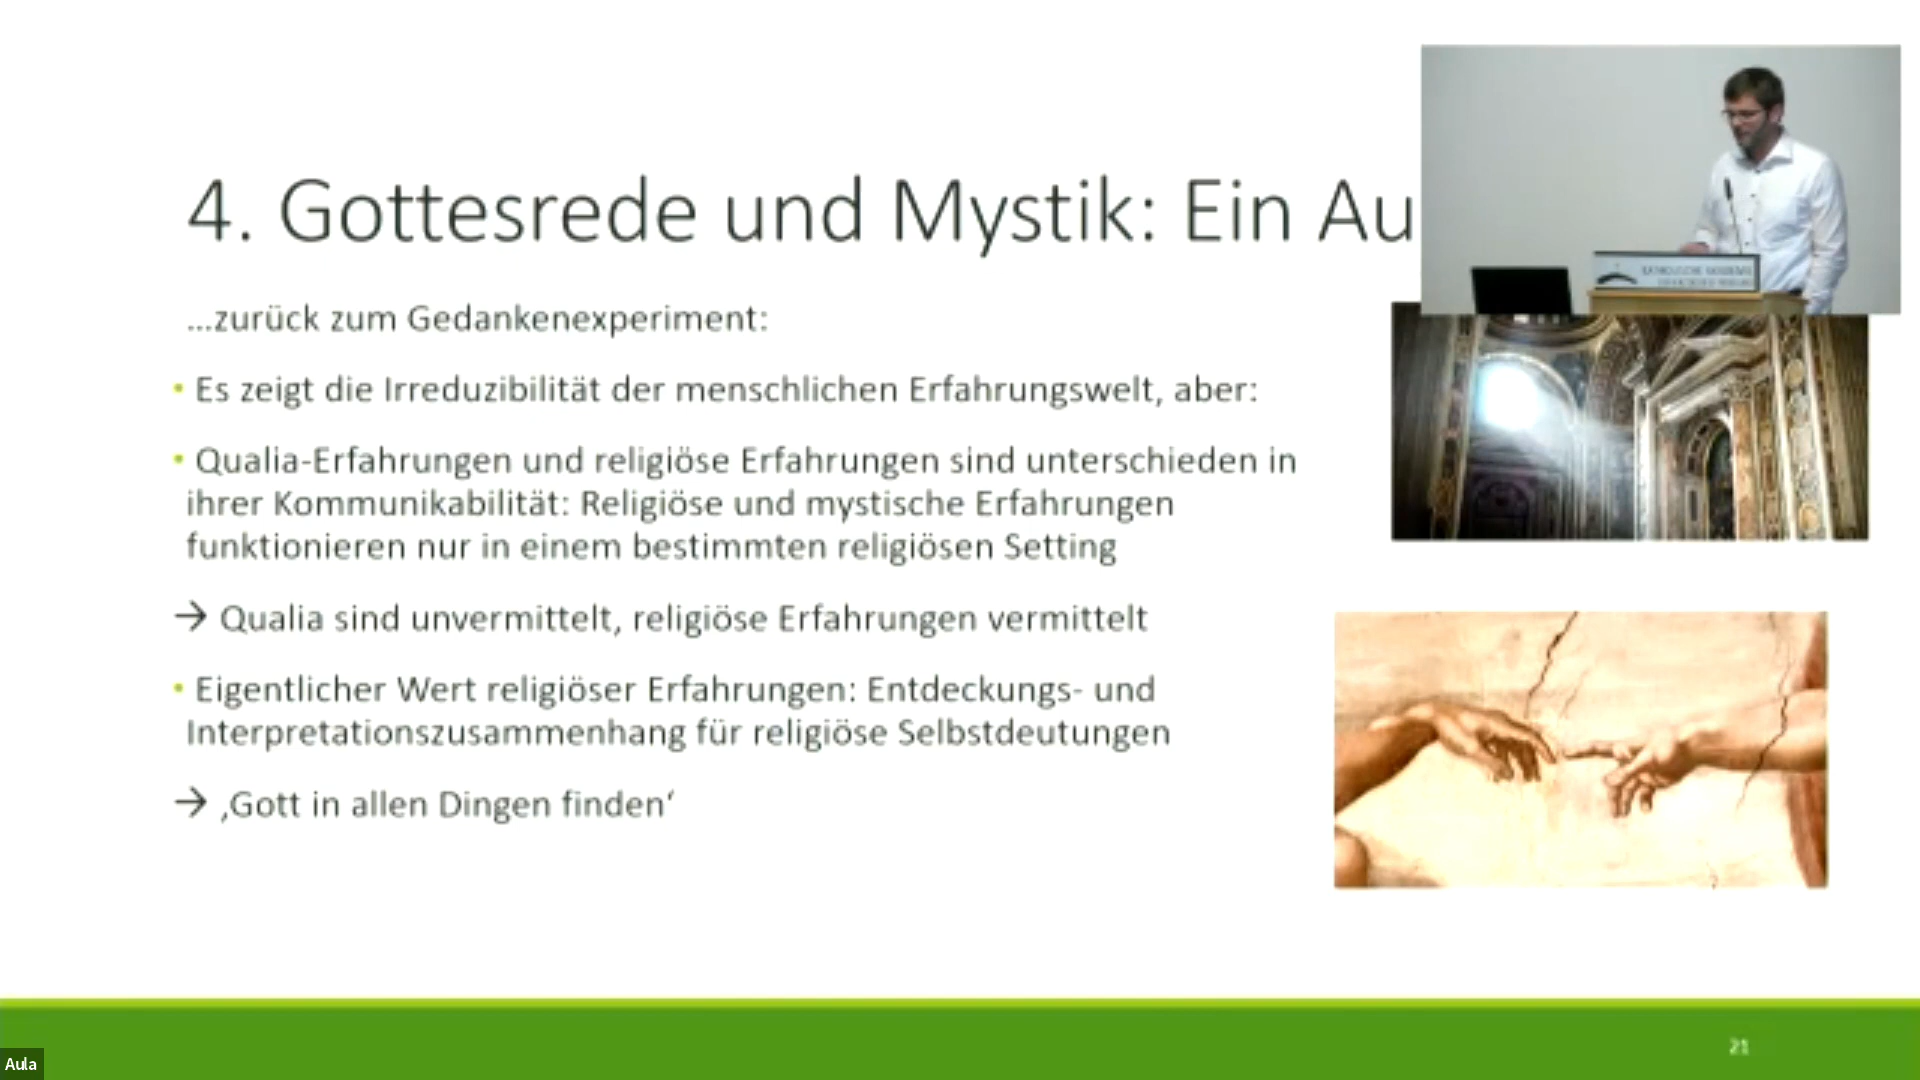 4. Gottesrede und Mystik: Ein Au
...zurück zum Gedankenexperiment:
• Es zeigt die Irreduzibilität der menschlichen Erfahrungswelt, aber:
• Qualia-Erfahrungen und religiöse Erfahrungen sind unterschieden in
ihrer Kommunikabilität: Religiöse und mystische Erfahrungen
funktionieren nur in einem bestimmten religiösen Setting
→ Qualia sind unvermittelt, religiöse Erfahrungen vermittelt
• Eigentlicher Wert religiöser Erfahrungen: Entdeckungs- und
Interpretationszusammenhang für religiöse Selbstdeutungen
→ ‚Gott in allen Dingen finden‘
KATHOLISCHE AKADEMIE
21
Aula